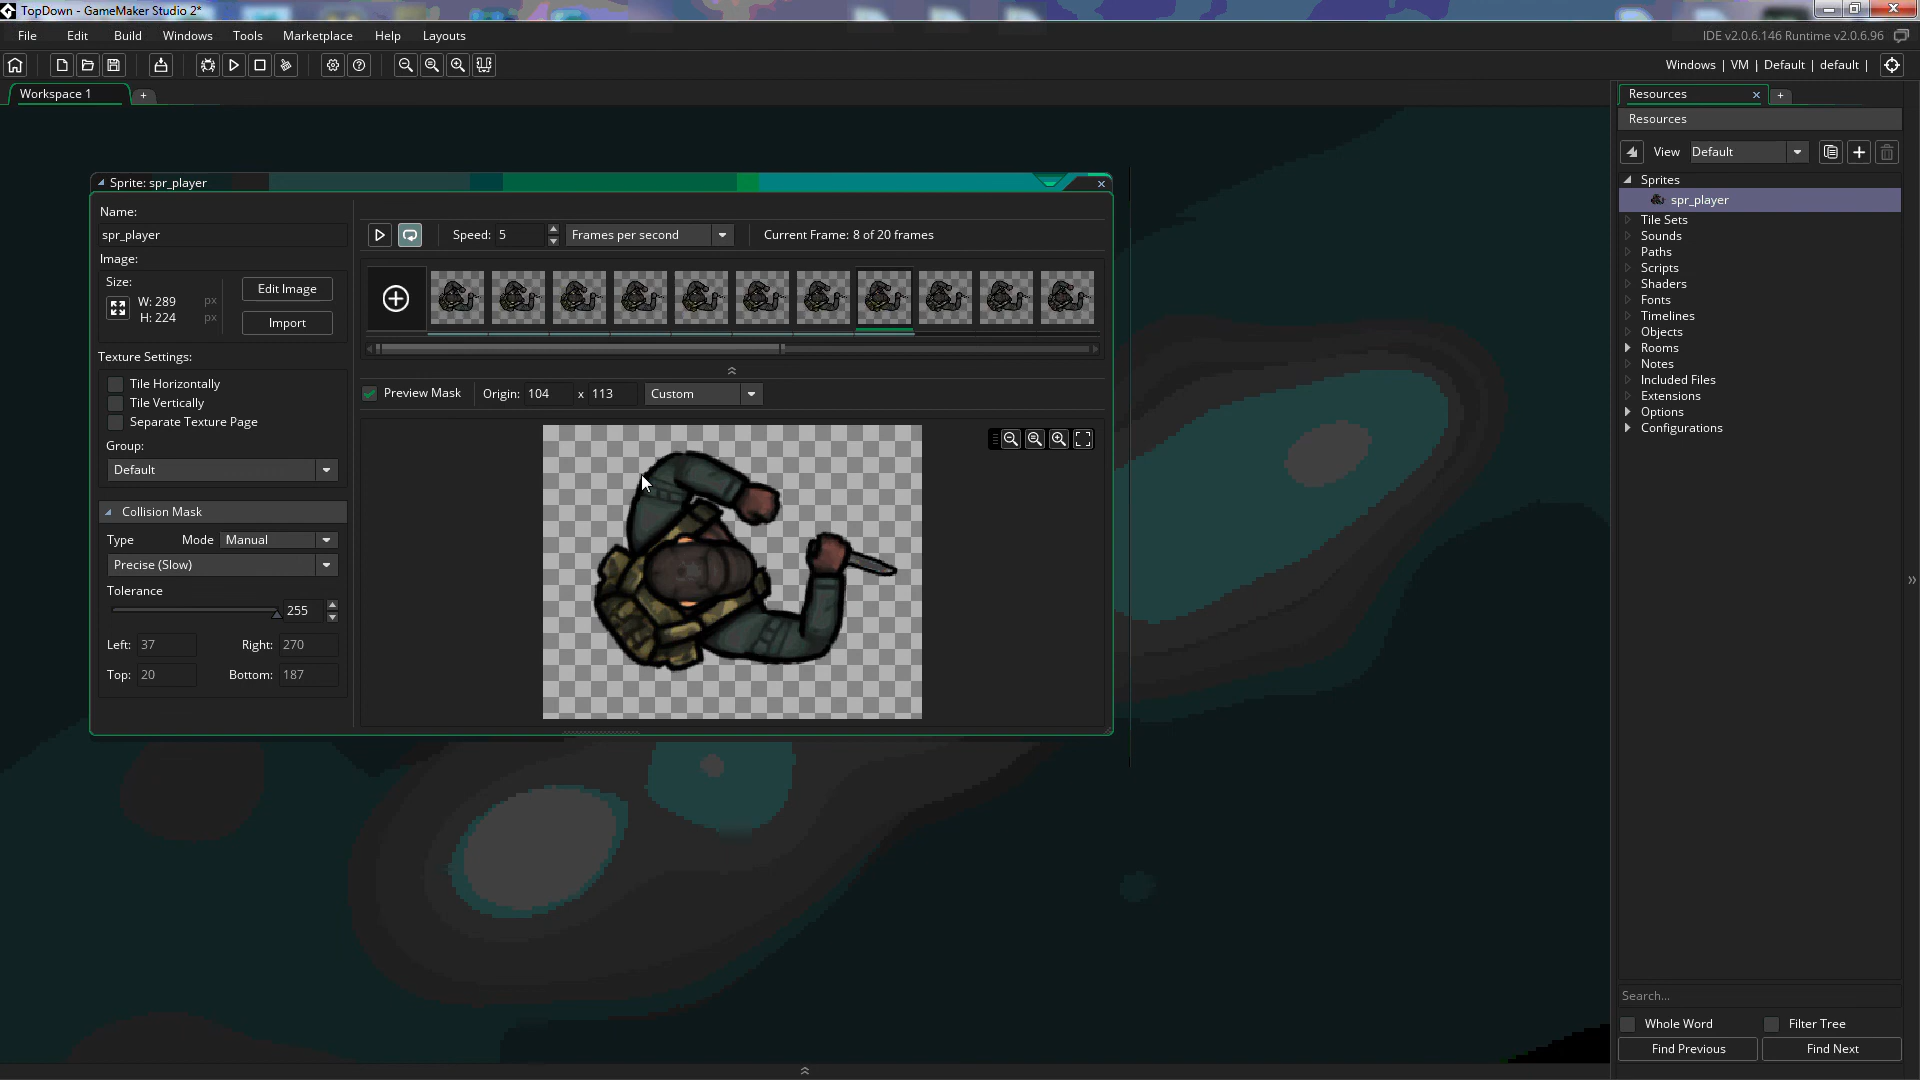 TopDown - GameMaker Studio 2*
File Edit Build Windows Tools Marketplace Help Layouts
IDE v2.0.6.146 Runtime v2.0.6.96
Windows | VM | Default | default |
Workspace 1
Resources
Resources
View Default
Sprites
spr_player
Tile Sets
Sounds
Paths
Scripts
Shaders
Fonts
Timelines
Objects
Rooms
Notes
Included Files
Extensions
Options
Configurations
Search...
Whole Word Filter Tree
Find Previous Find Next
Sprite: spr_player
Name:
spr_player
Image:
Size:
W: 289 px
H: 224 px
Edit Image
Import
Texture Settings:
Tile Horizontally
Tile Vertically
Separate Texture Page
Group:
Default
Collision Mask
Type Mode Manual
Precise (Slow)
Tolerance
255
Left: 37 Right: 270
Top: 20 Bottom: 187
Speed: 5 Frames per second Current Frame: 8 of 20 frames
Preview Mask Origin: 104 x 113 Custom